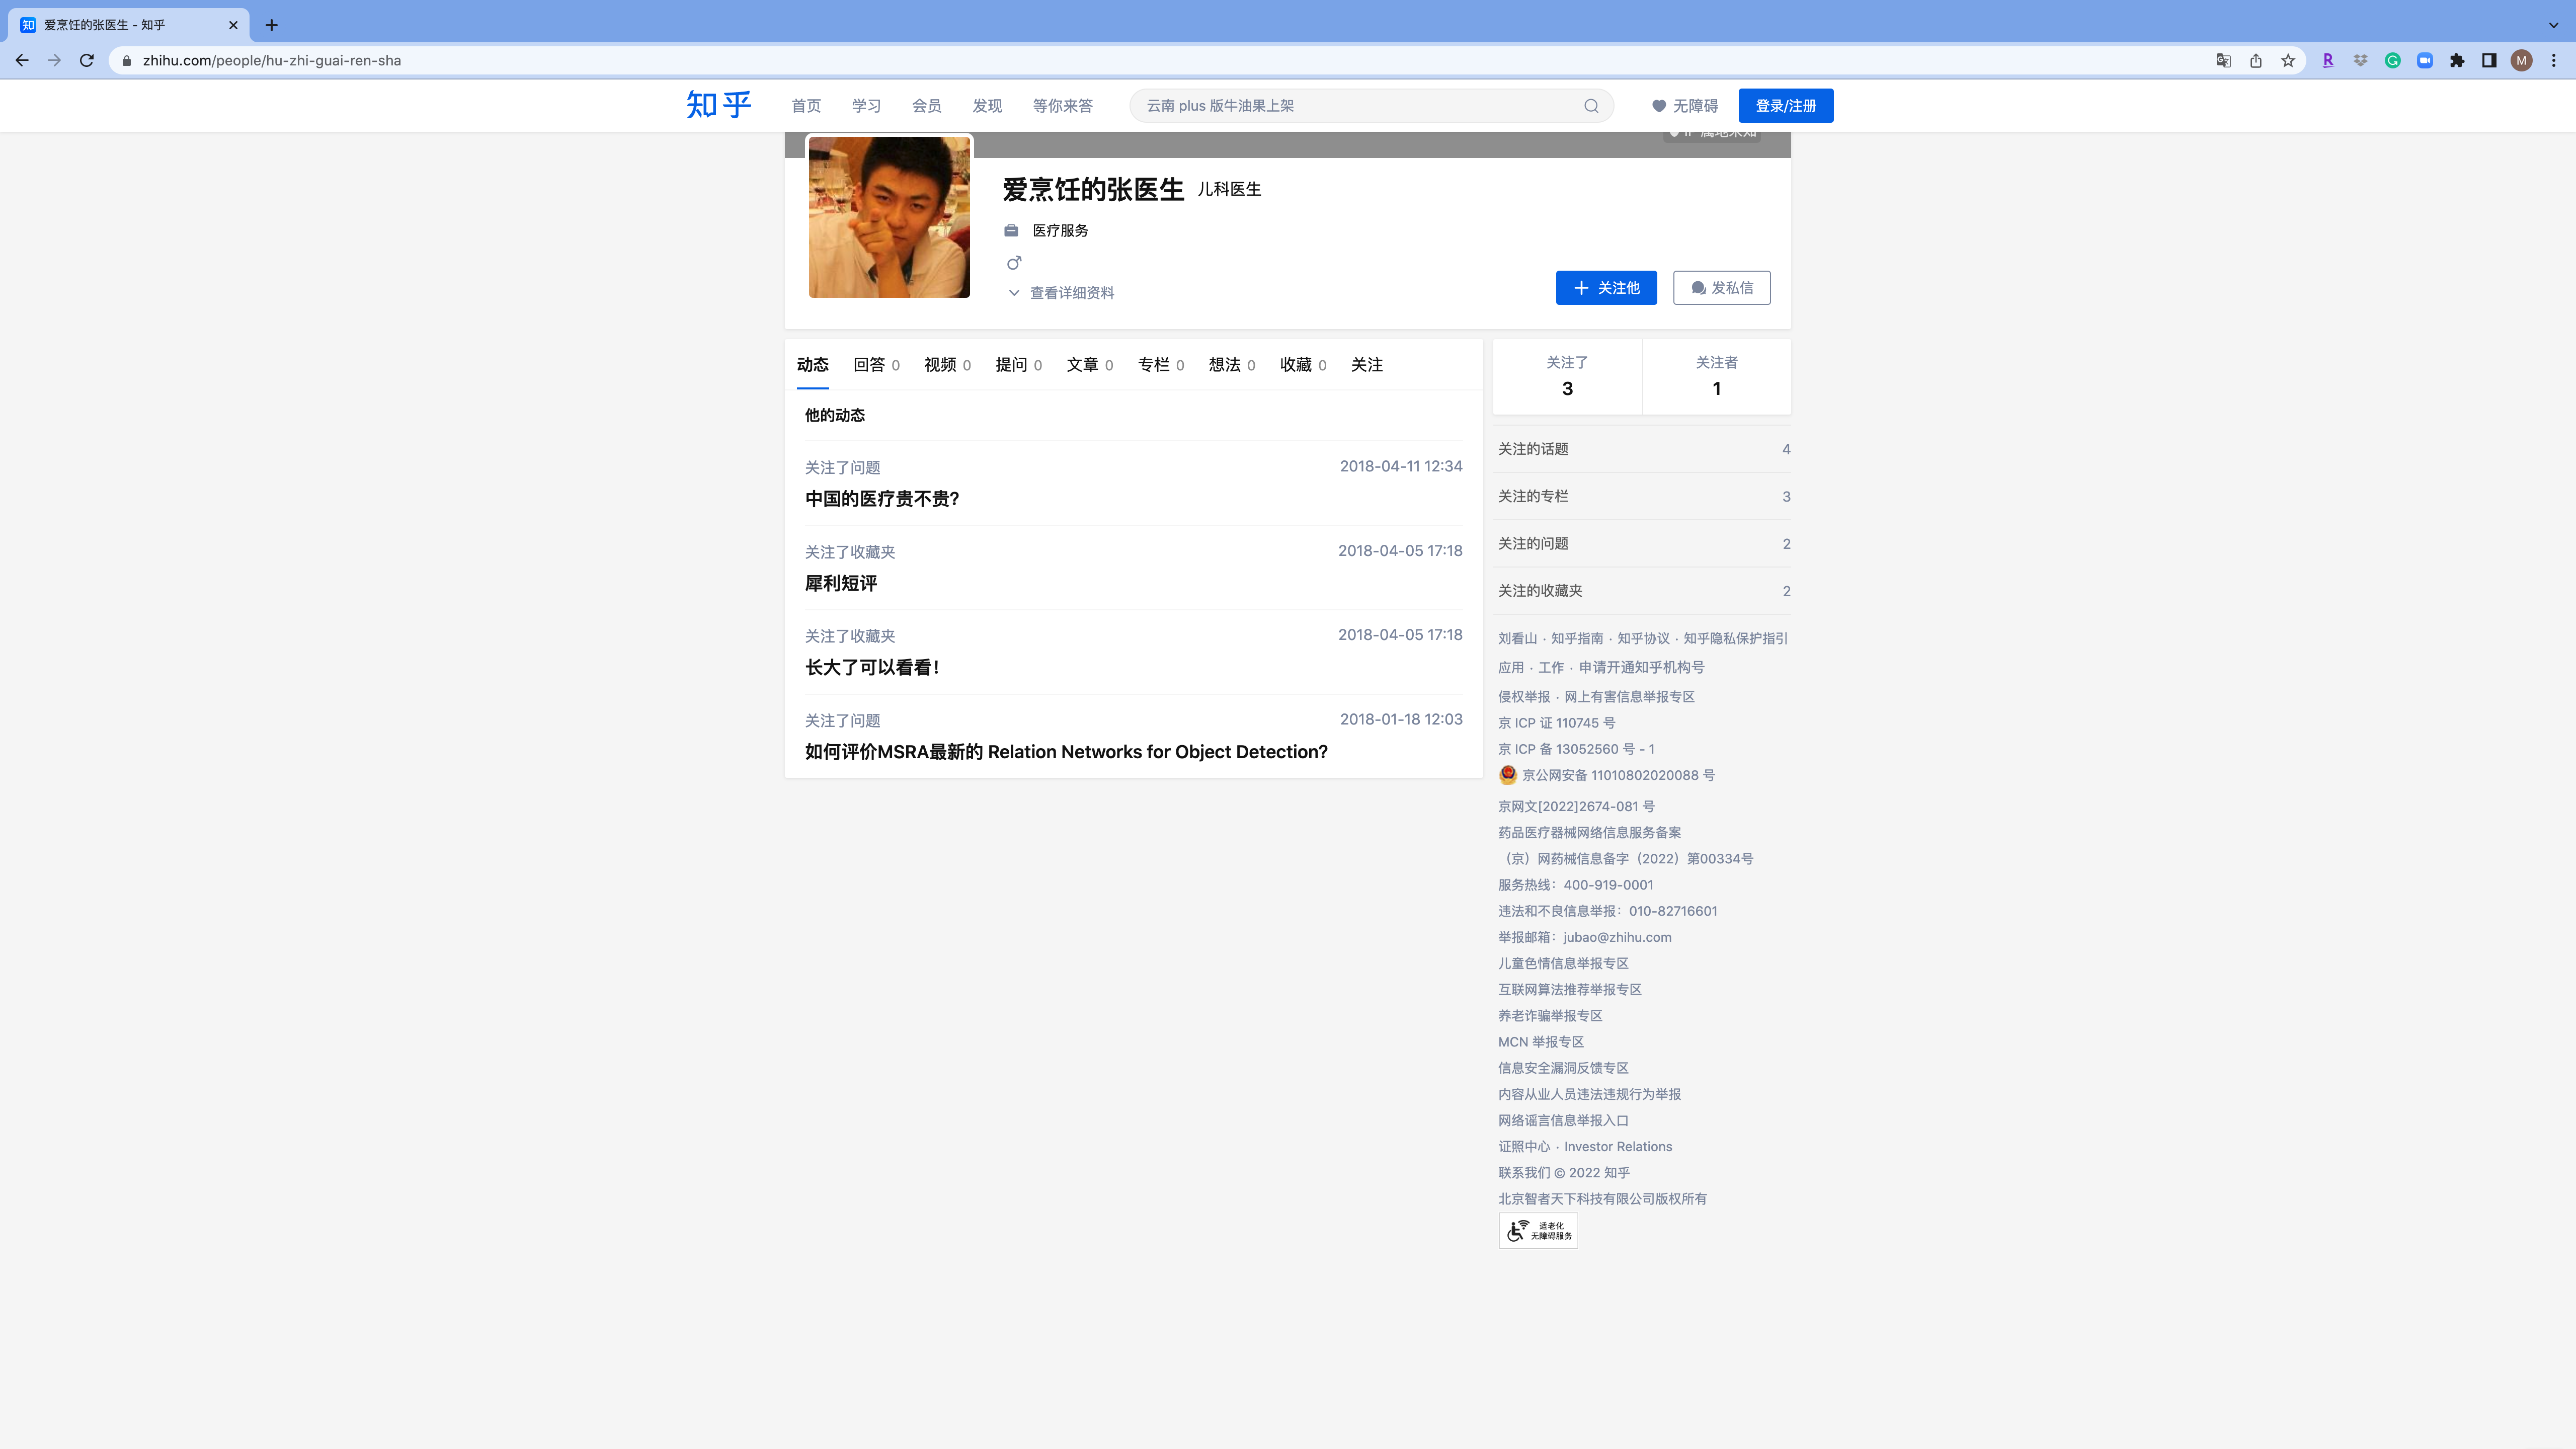 爱烹饪的张医生 - 知乎
zhihu.com/people/hu-zhi-guai-ren-sha
R
M
知乎
首页 学习 会员 发现 等你来答
云南 plus 版牛油果上架
无障碍
登录/注册
爱烹饪的张医生 儿科医生
医疗服务
查看详细资料
关注他
发私信
动态 回答 0 视频 0 提问 0 文章 0 专栏 0 想法 0 收藏 0 关注
他的动态
关注了问题 2018-04-11 12:34
中国的医疗贵不贵?
关注了收藏夹 2018-04-05 17:18
犀利短评
关注了收藏夹 2018-04-05 17:18
长大了可以看看!
关注了问题 2018-01-18 12:03
如何评价MSRA最新的 Relation Networks for Object Detection?
关注了 关注者
3 1
关注的话题 4
关注的专栏 3
关注的问题 2
关注的收藏夹 2
刘看山 · 知乎指南 · 知乎协议 · 知乎隐私保护指引
应用 · 工作 · 申请开通知乎机构号
侵权举报 · 网上有害信息举报专区
京 ICP 证 110745 号
京 ICP 备 13052560 号 - 1
京公网安备 11010802020088 号
京网文[2022]2674-081 号
药品医疗器械网络信息服务备案
（京）网药械信息备字（2022）第00334号
服务热线：400-919-0001
违法和不良信息举报：010-82716601
举报邮箱：jubao@zhihu.com
儿童色情信息举报专区
互联网算法推荐举报专区
养老诈骗举报专区
MCN 举报专区
信息安全漏洞反馈专区
内容从业人员违法违规行为举报
网络谣言信息举报入口
证照中心 · Investor Relations
联系我们 © 2022 知乎
北京智者天下科技有限公司版权所有
适老化
无障碍服务